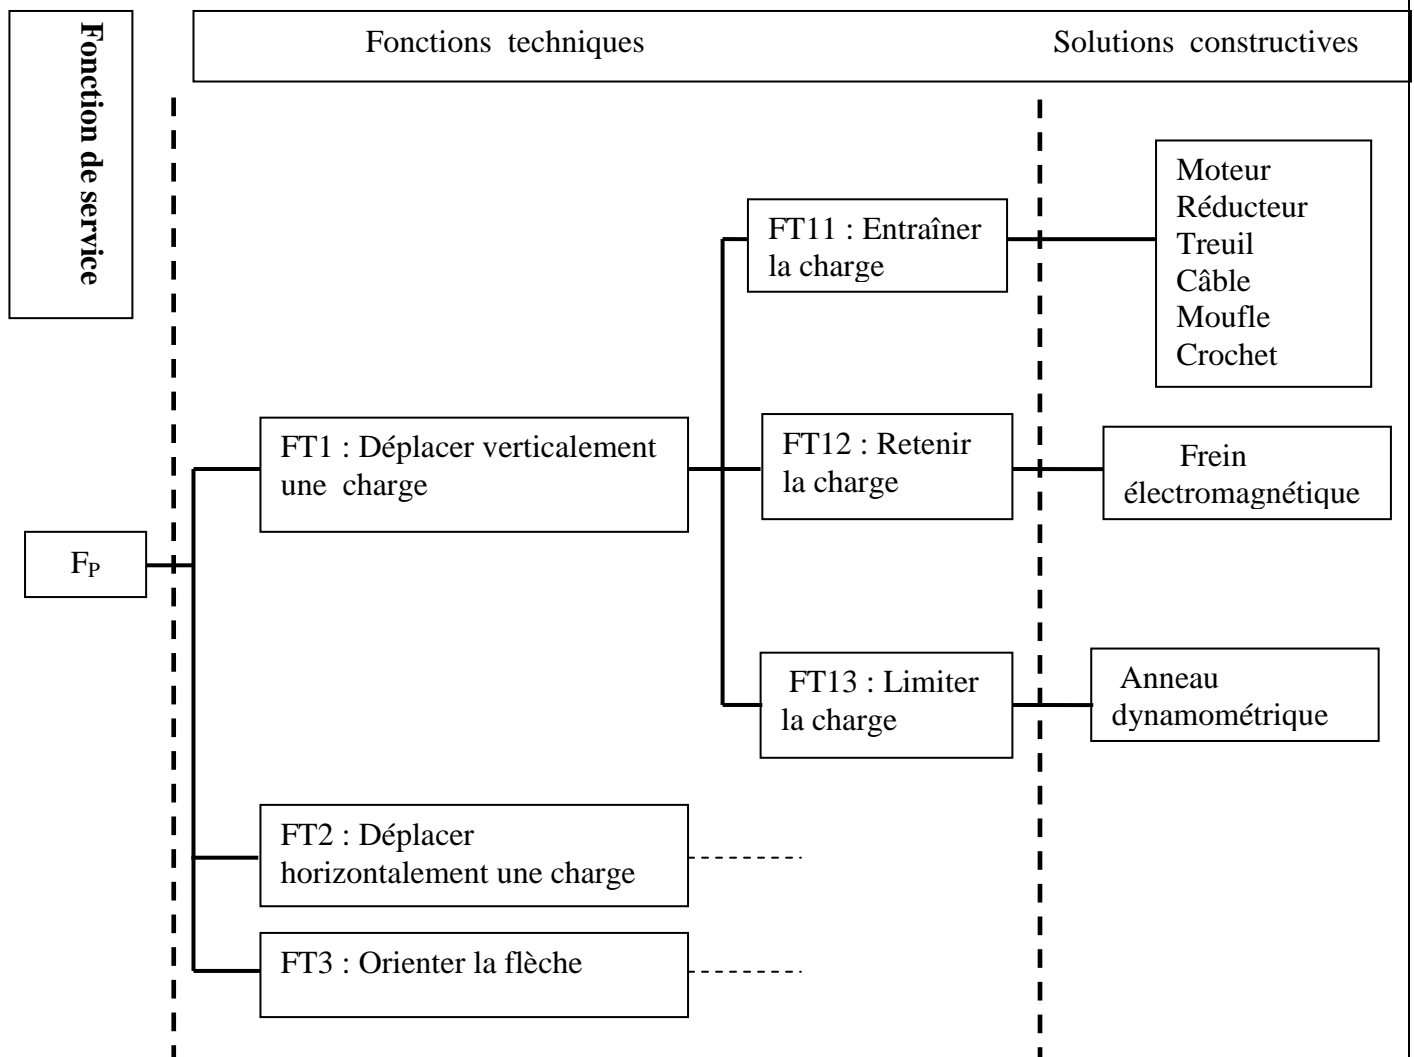 Fonction de service
Fonctions techniques
Solutions constructives
Moteur
Réducteur
Treuil
Câble
Moufle
Crochet
FT11 : Entraîner
la charge
FT1 : Déplacer verticalement
une charge
FT12 : Retenir
la charge
Frein
électromagnétique
FP
FT13 : Limiter
la charge
Anneau
dynamométrique
FT2 : Déplacer
horizontalement une charge
FT3 : Orienter la flèche